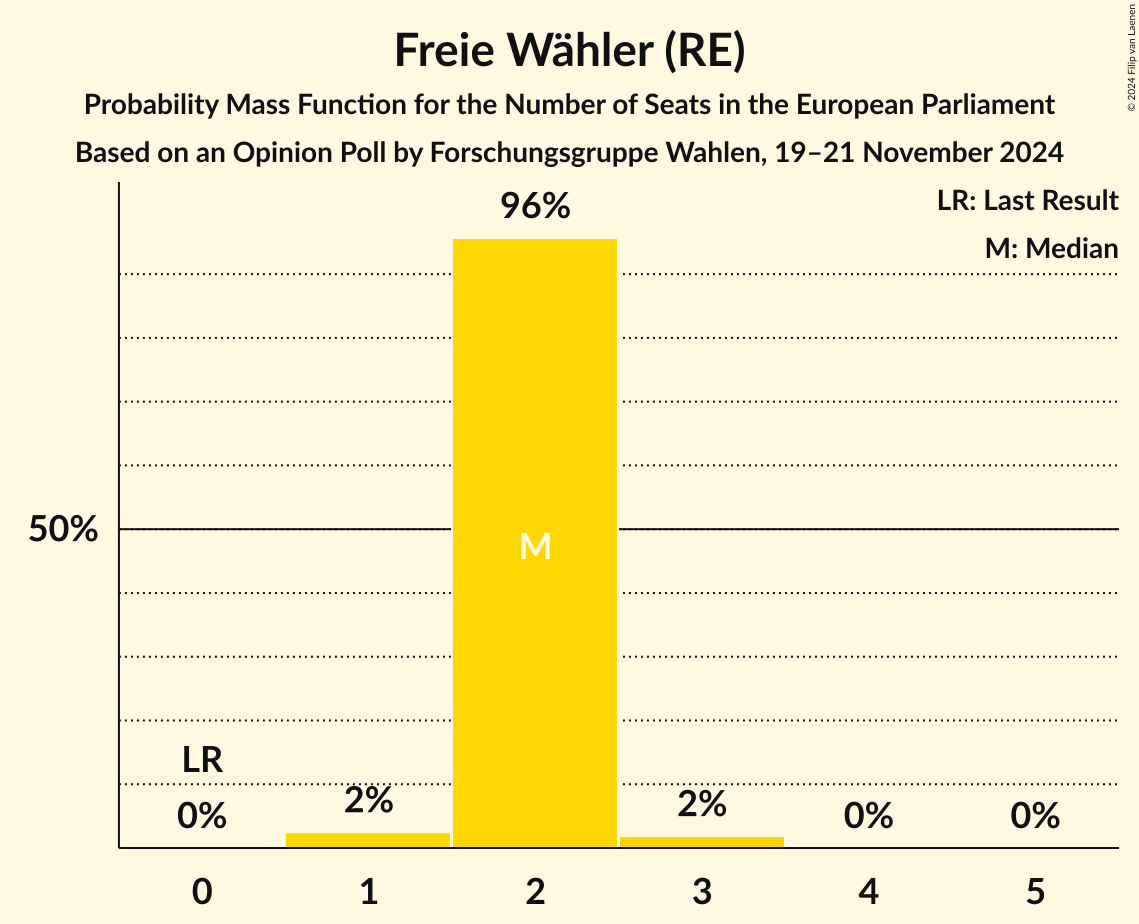 Freie Wähler (RE)
Probability Mass Function for the Number of Seats in the European Parliament
Based on an Opinion Poll by Forschungsgruppe Wahlen, 19–21 November 2024
© 2024 Filip van Laenen
LR: Last Result
M: Median
96%
50%
M
LR
0%
2%
2%
0%
0%
0 1 2 3 4 5